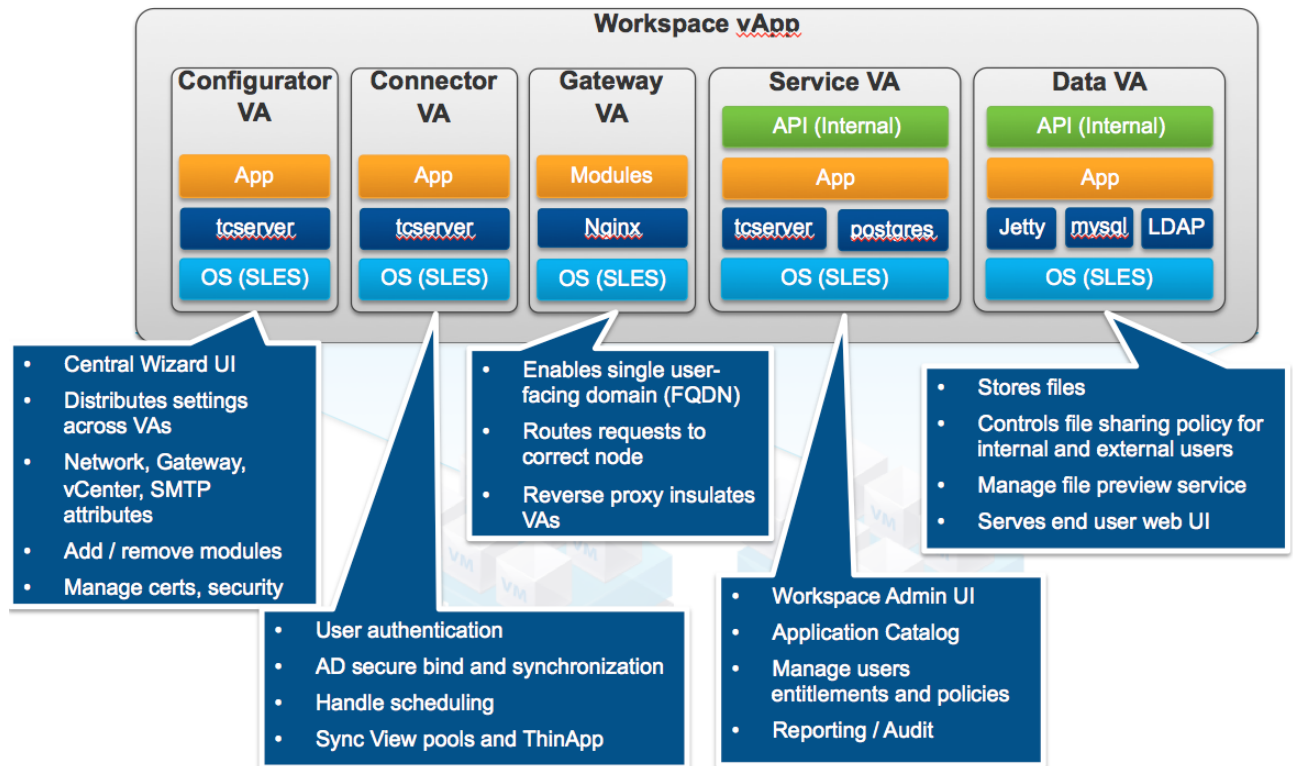 Workspace vApp
Configurator
VA
App
tcserver
OS (SLES)
Connector
VA
App
tcserver
OS (SLES)
Gateway
VA
Modules
Nginx
OS (SLES)
Service VA
API (Internal)
App
tcserver
postgres
OS (SLES)
Data VA
API (Internal)
App
Jetty
mysql
LDAP
OS (SLES)
• Central Wizard UI
• Distributes settings
across VAs
• Network, Gateway,
vCenter, SMTP
attributes
• Add / remove modules
• Manage certs, security
• User authentication
• AD secure bind and synchronization
• Handle scheduling
• Sync View pools and ThinApp
• Enables single user-
facing domain (FQDN)
• Routes requests to
correct node
• Reverse proxy insulates
VAs
• Workspace Admin UI
• Application Catalog
• Manage users
entitlements and policies
• Reporting / Audit
• Stores files
• Controls file sharing policy for
internal and external users
• Manage file preview service
• Serves end user web UI
VM
VM
VM
VM